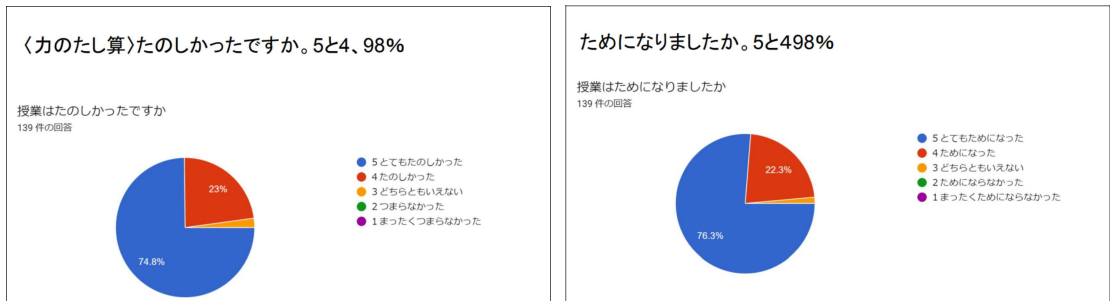 〈力のたし算〉たのしかったですか。5と4、98%
授業はたのしかったですか
139 件の回答
5 とてもたのしかった
4 たのしかった
3 どちらともいえない
2 つまらなかった
1 まったくつまらなかった
23%
74.8%
ためになりましたか。5と498%
授業はためになりましたか
139 件の回答
5 とてもためになった
4 ためになった
3 どちらともいえない
2 ためにならなかった
1 まったくためにならなかった
22.3%
76.3%